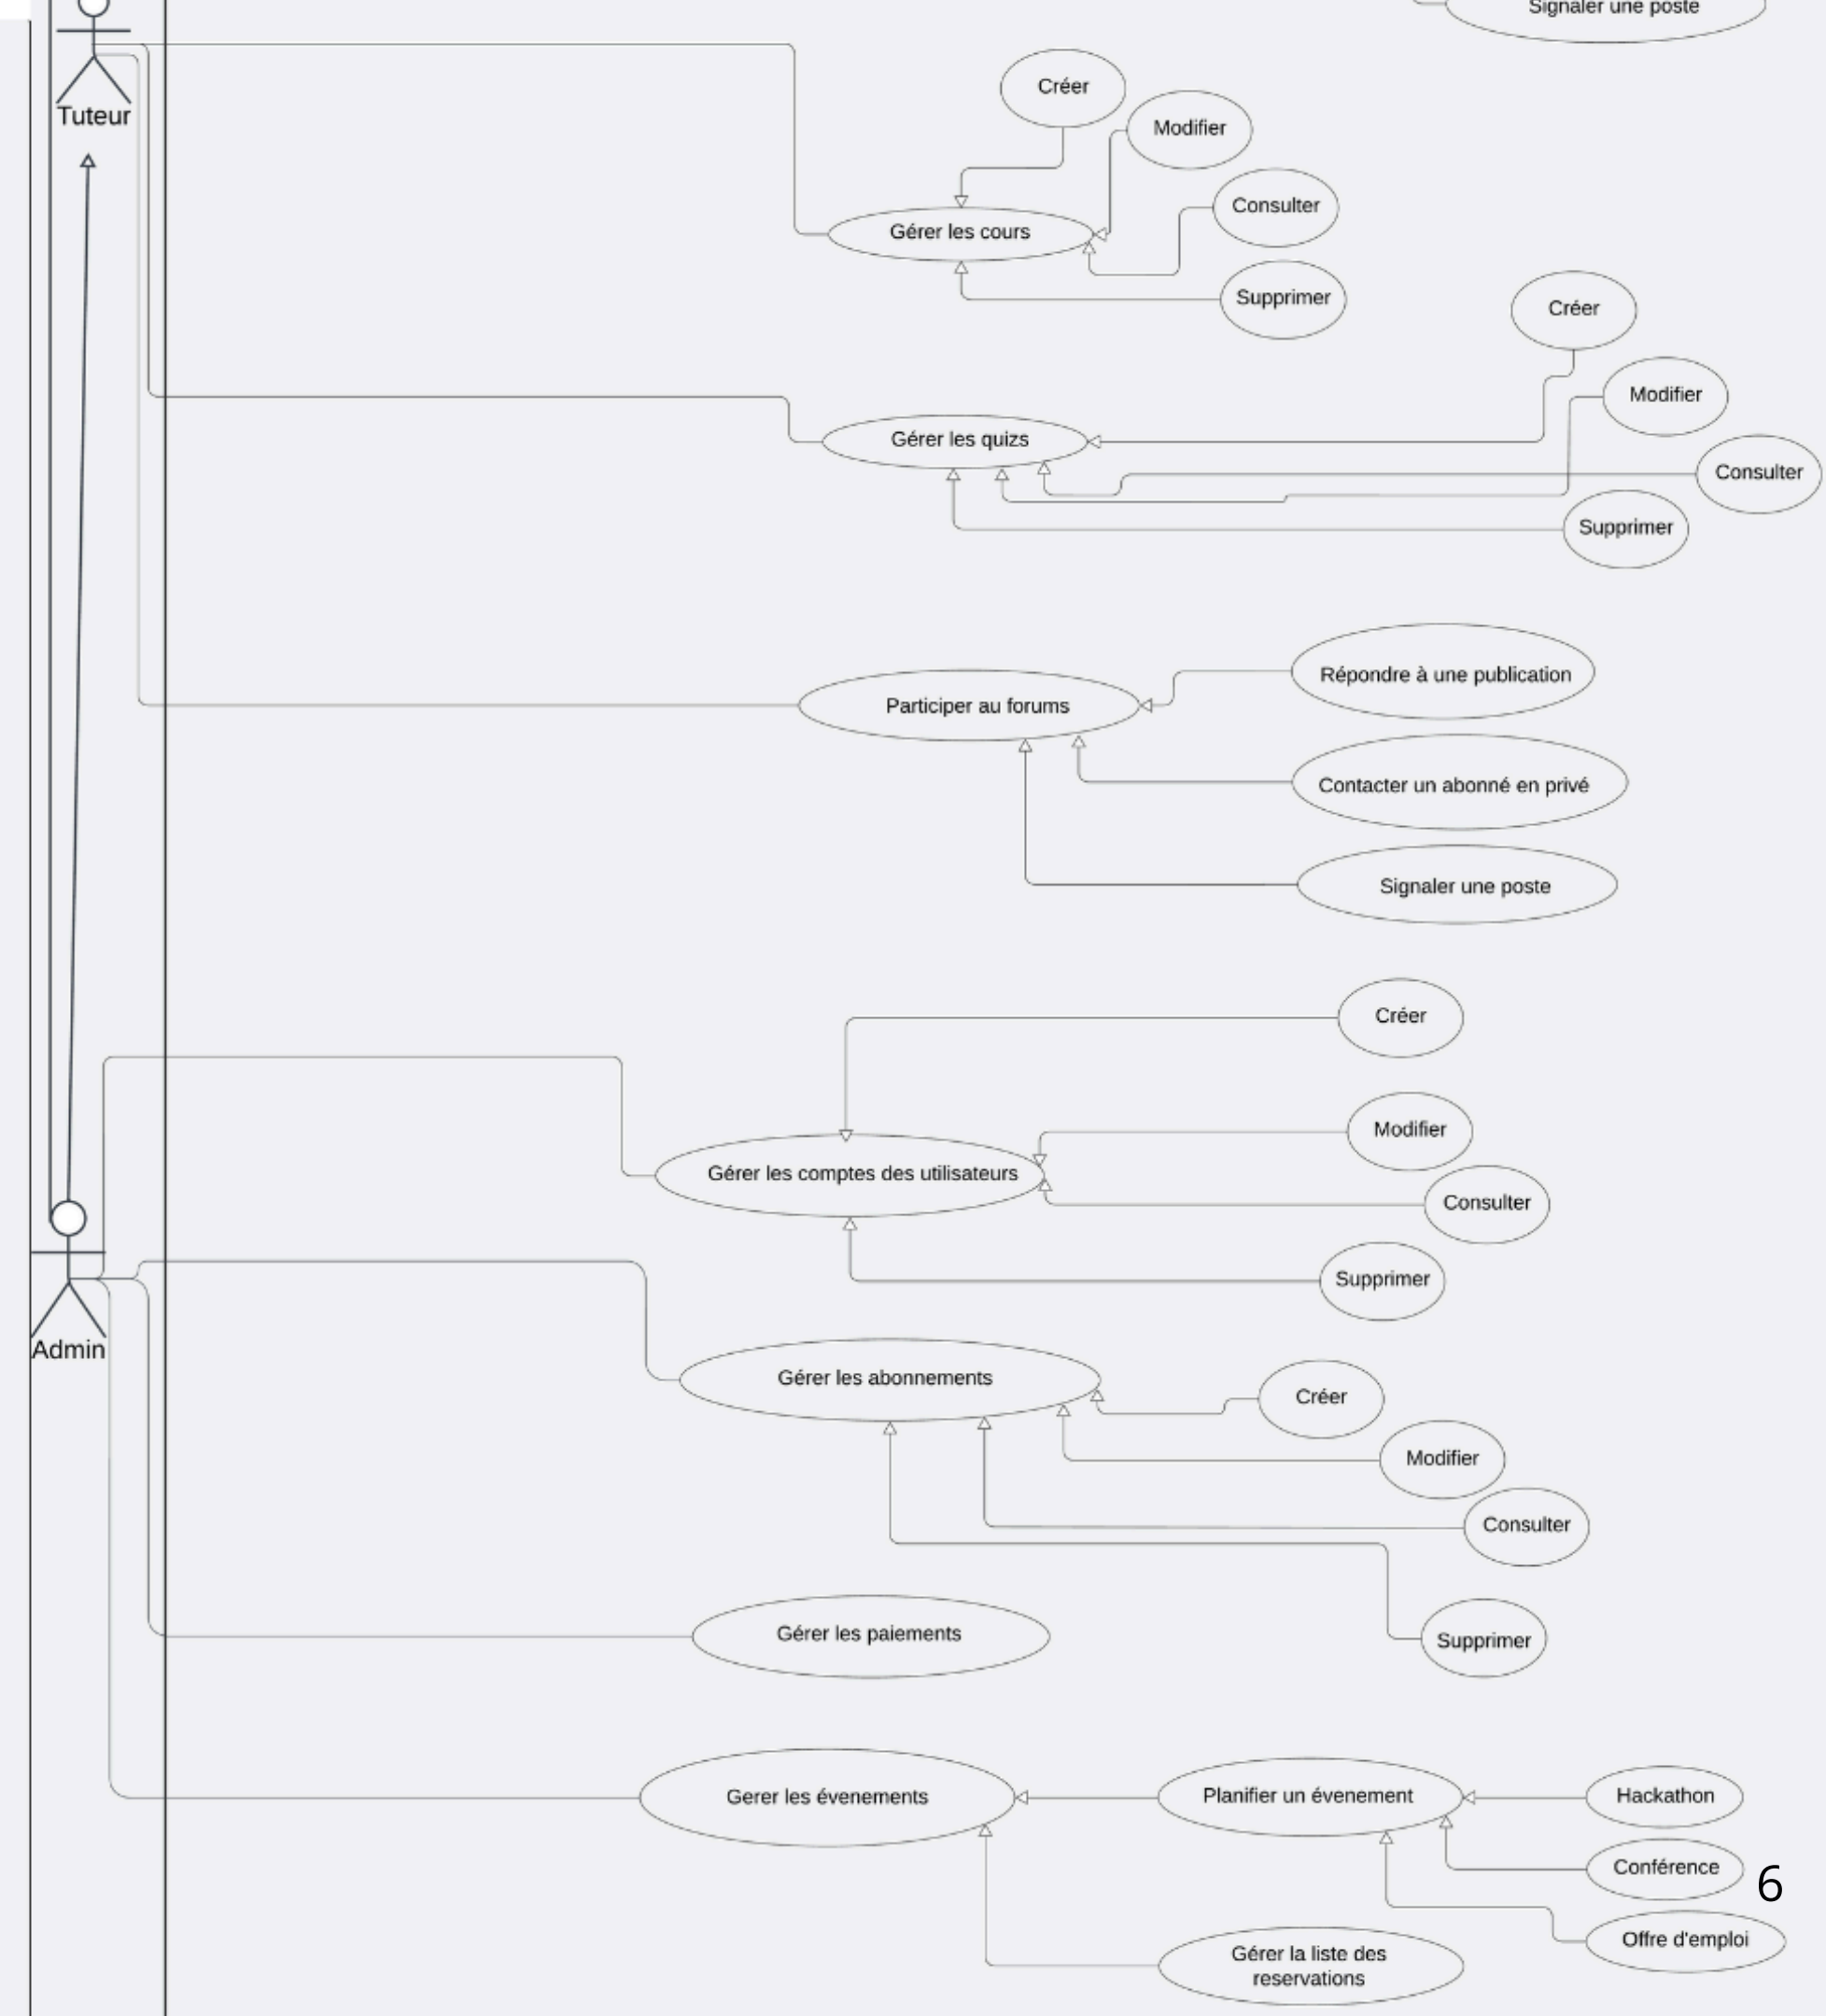 Signaler une poste
Tuteur
Créer
Modifier
Consulter
Gérer les cours
Supprimer
Créer
Modifier
Gérer les quizs
Consulter
Supprimer
Répondre à une publication
Participer au forums
Contacter un abonné en privé
Signaler une poste
Créer
Modifier
Gérer les comptes des utilisateurs
Consulter
Supprimer
Admin
Gérer les abonnements
Créer
Modifier
Consulter
Gérer les paiements
Supprimer
Gerer les évenements
Planifier un évenement
Hackathon
Conférence
6
Offre d'emploi
Gérer la liste des
reservations